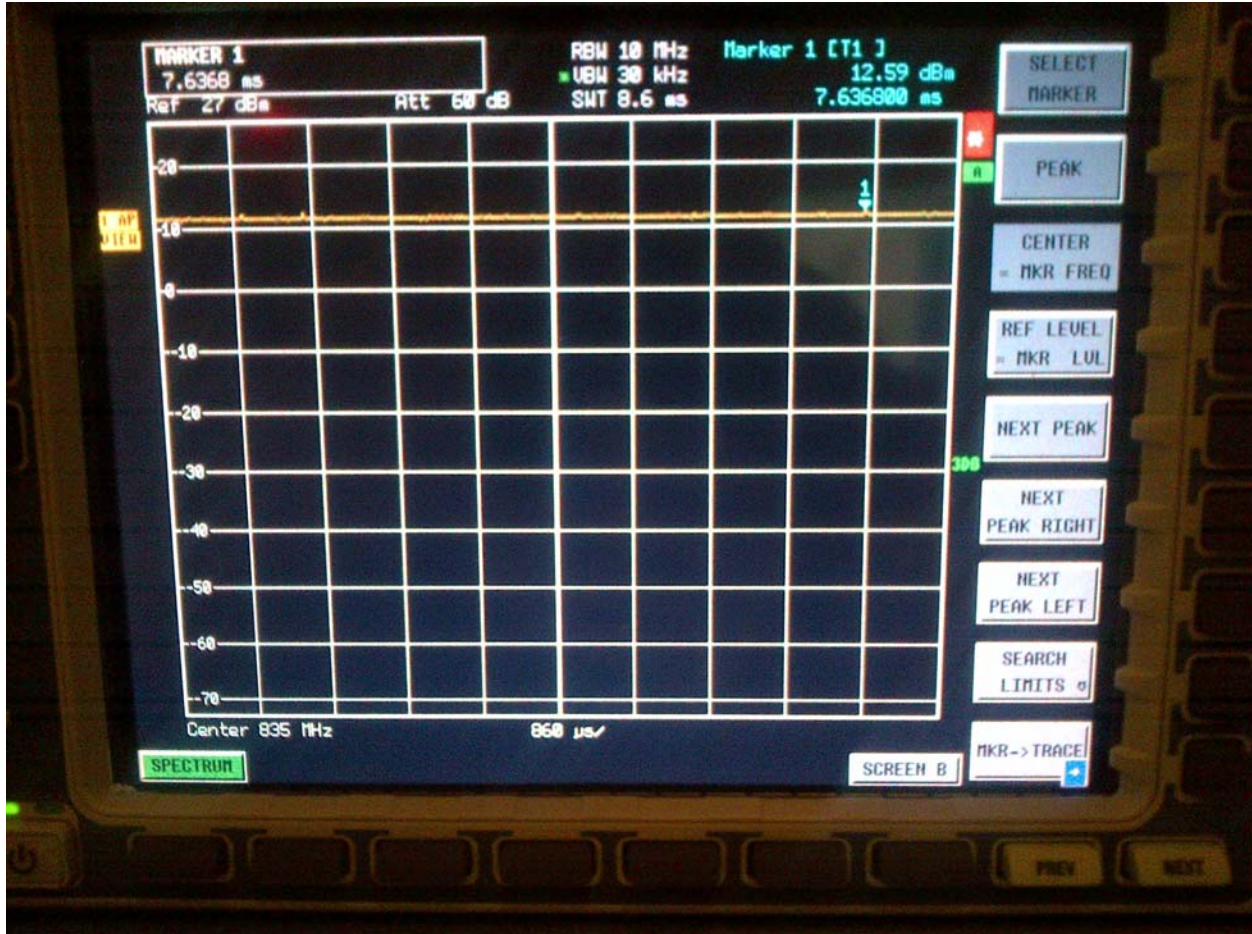 MARKER 1
7.6368 ms
Ref 27 dBm
Att 60 dB
RBW 10 MHz
VBW 30 kHz
SWT 8.6 ms
Marker 1 [T1 ]
12.59 dBm
7.636800 ms
20
10
0
-10
-20
-30
-40
-50
-60
-70
1
A
3DB
1 AP
VIEW
Center 835 MHz
860 µs/
SPECTRUM
SCREEN B
SELECT
MARKER
PEAK
CENTER
= MKR FREQ
REF LEVEL
= MKR LVL
NEXT PEAK
NEXT
PEAK RIGHT
NEXT
PEAK LEFT
SEARCH
LIMITS
MKR->TRACE
PREV
NEXT